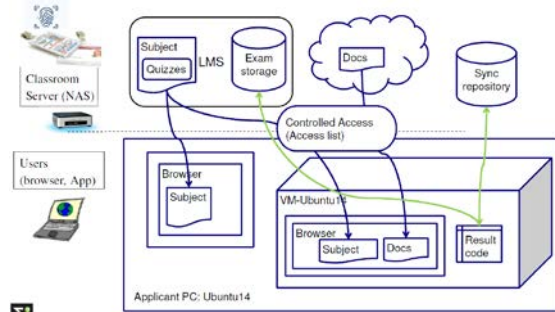 Subject
Quizzes
LMS
Exam
storage
Docs
Sync
repository
Classroom
Server (NAS)
Controlled Access
(Access list)
Users
(browser, App)
Browser
Subject
VM-Ubuntu14
Browser
Subject
Docs
Result
code
Applicant PC: Ubuntu14